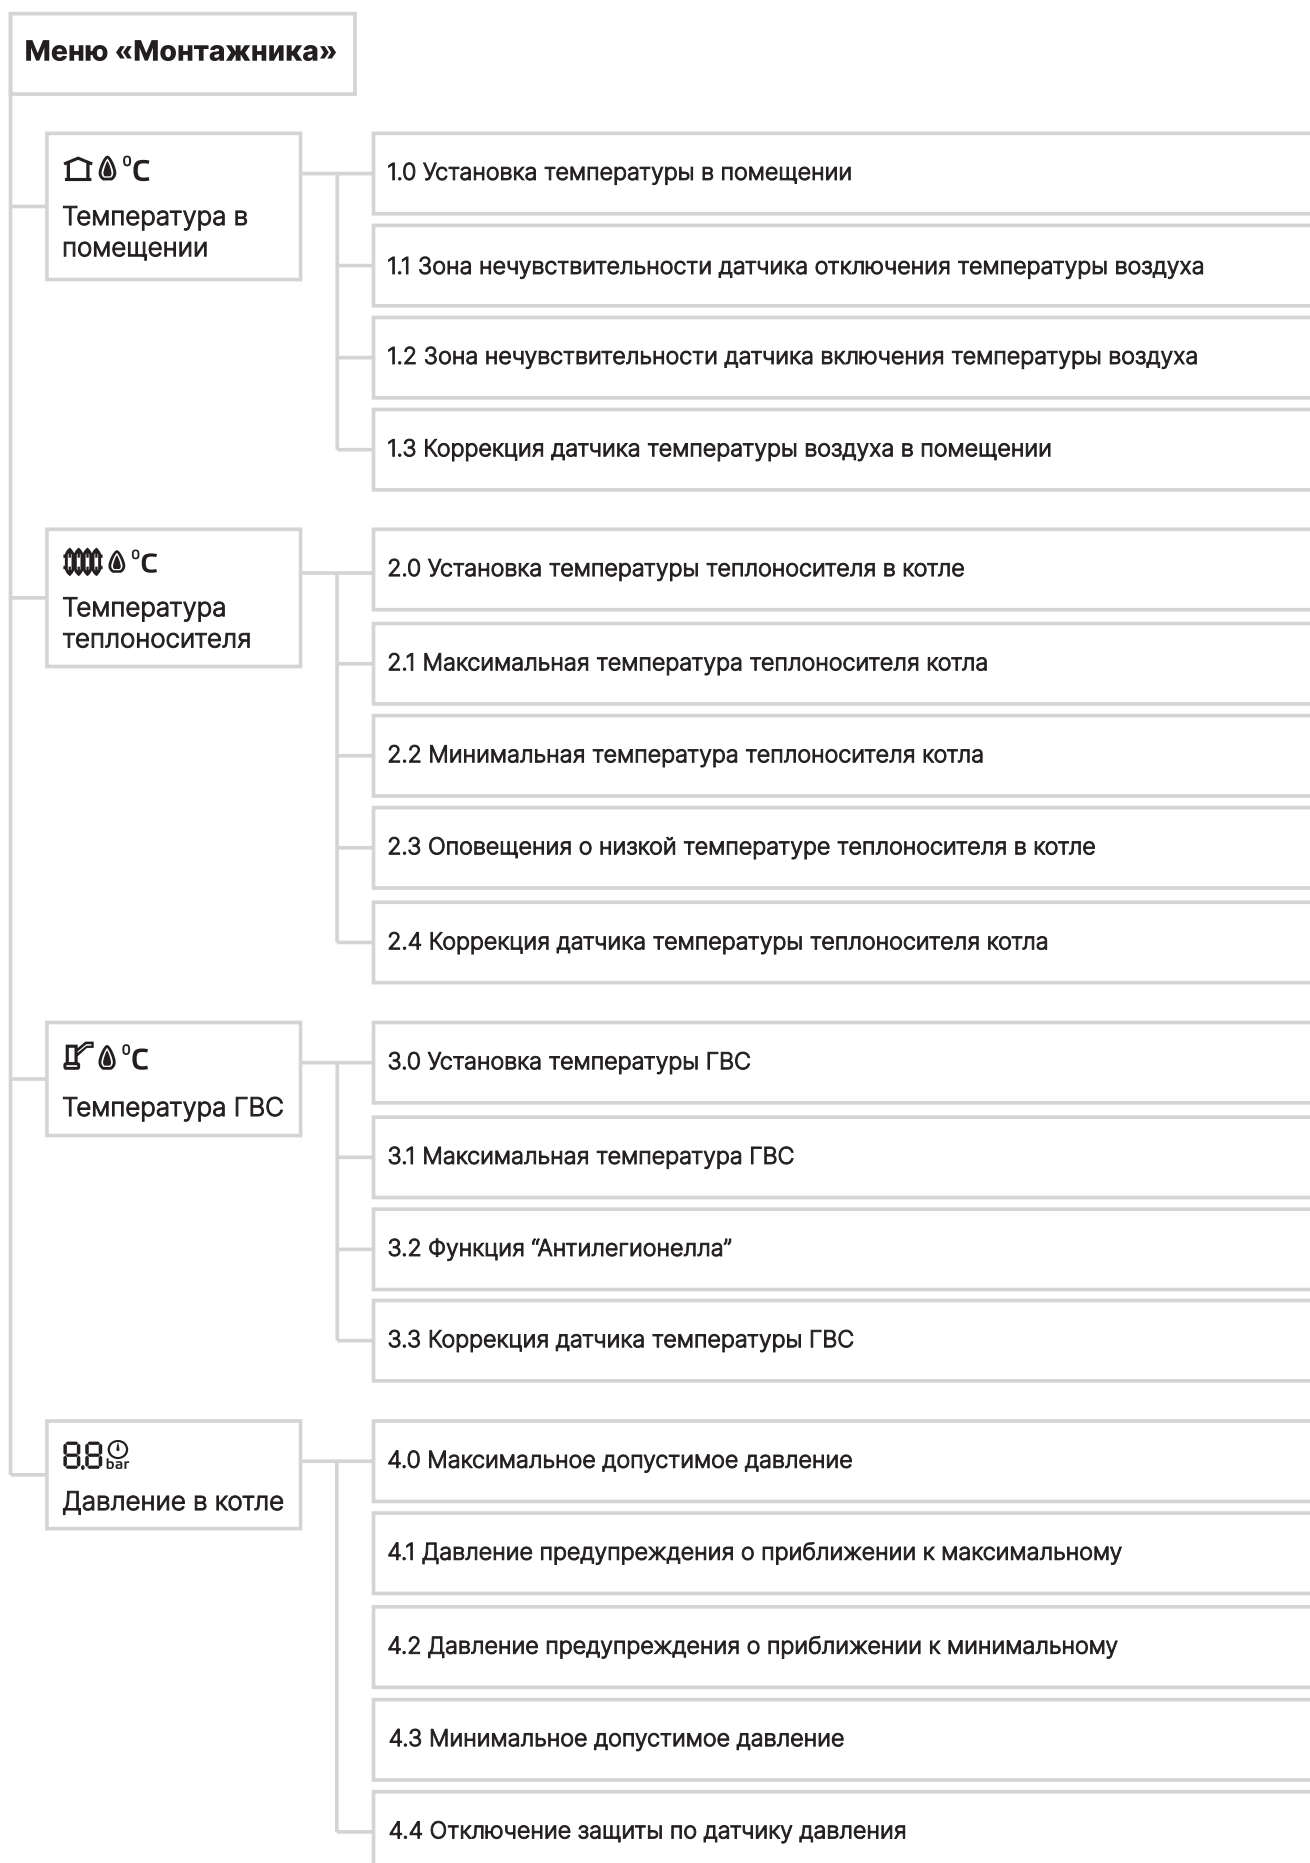 Меню «Монтажника»
°C
Температура в
помещении
1.0 Установка температуры в помещении
1.1 Зона нечувствительности датчика отключения температуры воздуха
1.2 Зона нечувствительности датчика включения температуры воздуха
1.3 Коррекция датчика температуры воздуха в помещении
°C
Температура
теплоносителя
2.0 Установка температуры теплоносителя в котле
2.1 Максимальная температура теплоносителя котла
2.2 Минимальная температура теплоносителя котла
2.3 Оповещения о низкой температуре теплоносителя в котле
2.4 Коррекция датчика температуры теплоносителя котла
°C
Температура ГВС
3.0 Установка температуры ГВС
3.1 Максимальная температура ГВС
3.2 Функция “Антилегионелла”
3.3 Коррекция датчика температуры ГВС
8.8 bar
Давление в котле
4.0 Максимальное допустимое давление
4.1 Давление предупреждения о приближении к максимальному
4.2 Давление предупреждения о приближении к минимальному
4.3 Минимальное допустимое давление
4.4 Отключение защиты по датчику давления